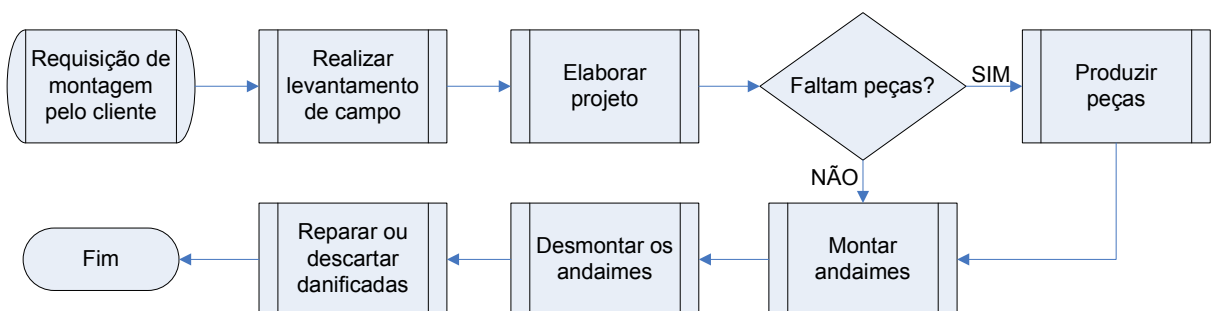 Requisição de
montagem
pelo cliente
Realizar
levantamento
de campo
Elaborar
projeto
Faltam peças?
SIM
Produzir
peças
NÃO
Montar
andaimes
Desmontar os
andaimes
Reparar ou
descartar
danificadas
Fim